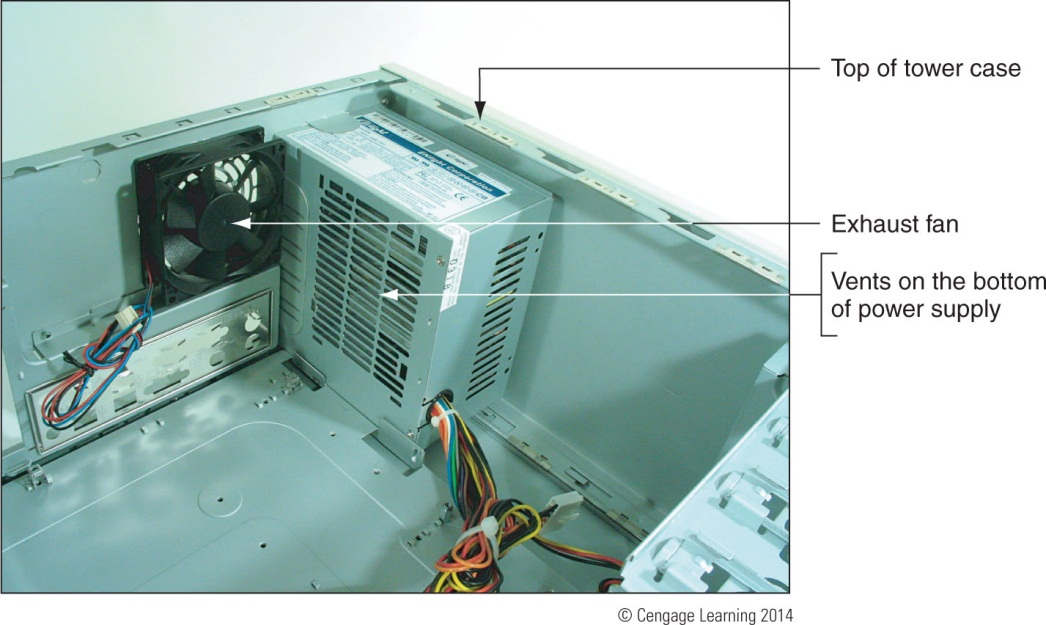 Top of tower case
Exhaust fan
Vents on the bottom
of power supply
© Cengage Learning 2014